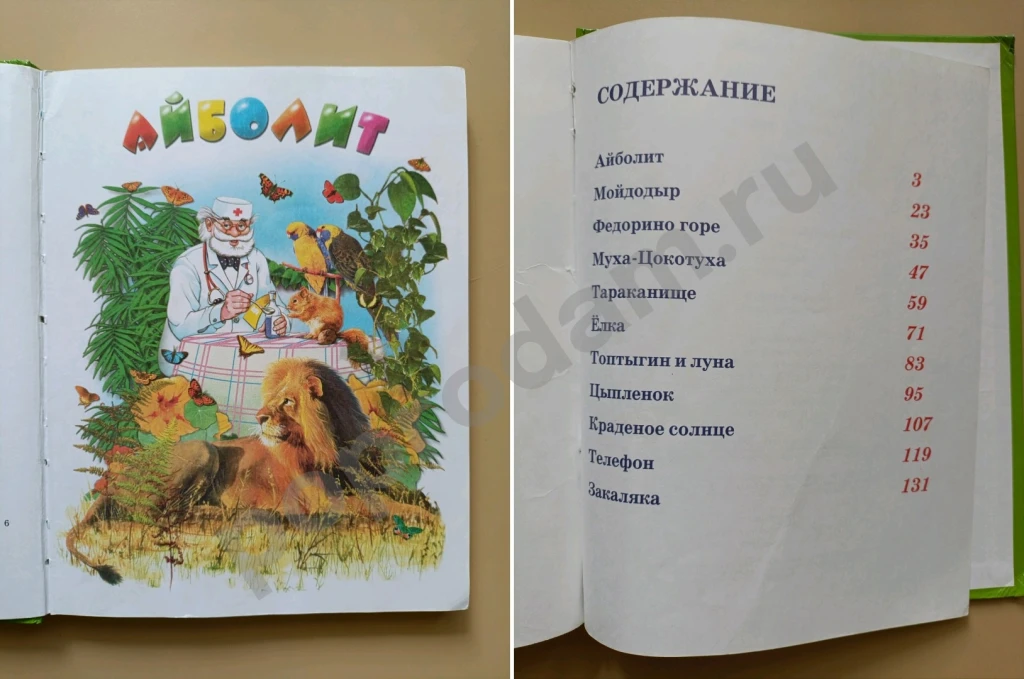 АЙБОЛИТ
6
СОДЕРЖАНИЕ
Айболит 3
Мойдодыр 23
Федорино горе 35
Муха-Цокотуха 47
Тараканище 59
Ёлка 71
Топтыгин и луна 83
Цыпленок 95
Краденое солнце 107
Телефон 119
Закаляка 131